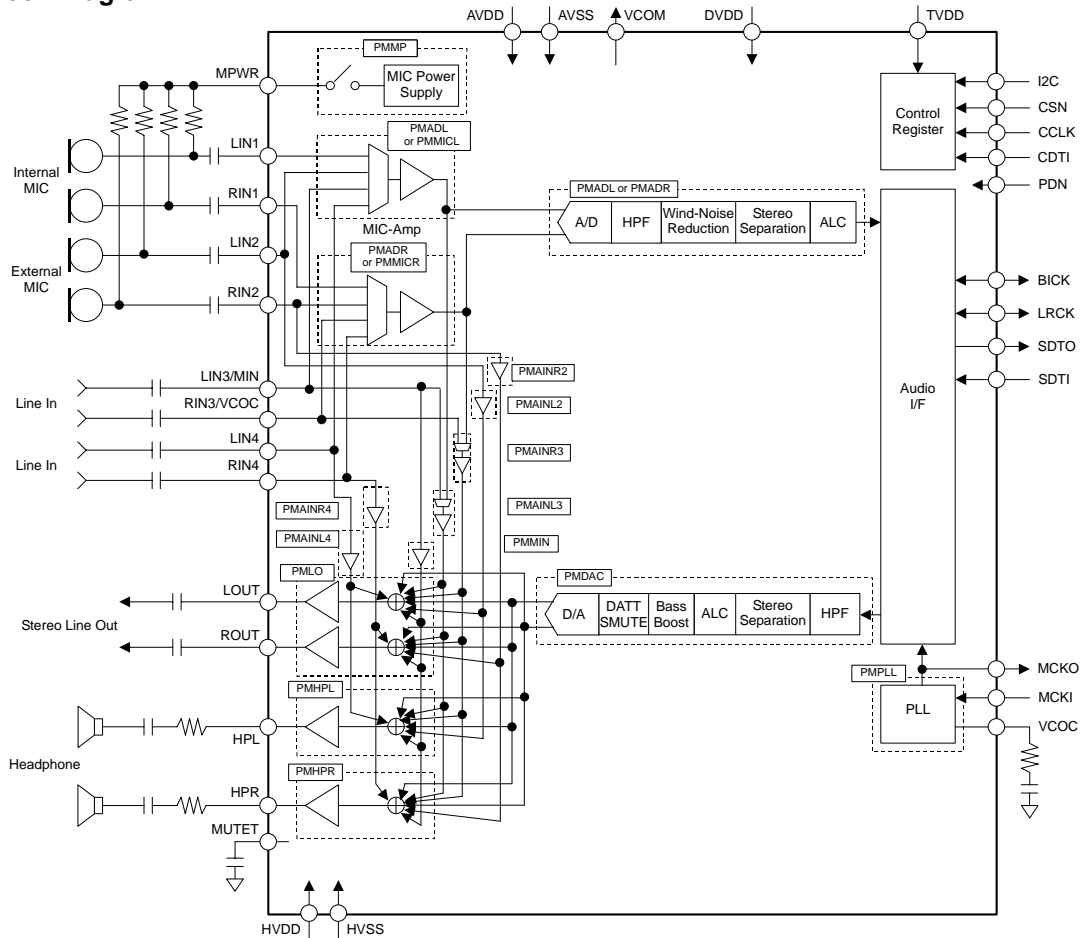 AVDD AVSS VCOM DVDD TVDD
PMMP
MPWR
MIC Power
Supply
I2C
CSN
CCLK
CDTI
PDN
Control
Register
PMADL
or PMMICL
LIN1
Internal
MIC
RIN1
MIC-Amp
LIN2
PMADR
or PMMICR
External
MIC
RIN2
PMADL or PMADR
A/D
HPF
Wind-Noise
Reduction
Stereo
Separation
ALC
BICK
LRCK
SDTO
SDTI
Audio
I/F
PMAINR2
LIN3/MIN
Line In
PMAINL2
RIN3/VCOC
LIN4
PMAINR3
Line In
RIN4
PMAINR4
PMAINL3
PMAINL4
PMMIN
PMLO
LOUT
PMDAC
D/A
DATT
SMUTE
Bass
Boost
ALC
Stereo
Separation
HPF
Stereo Line Out
ROUT
PMPLL
MCKO
MCKI
PLL
VCOC
PMHPL
HPL
Headphone
PMHPR
HPR
MUTET
HVDD HVSS